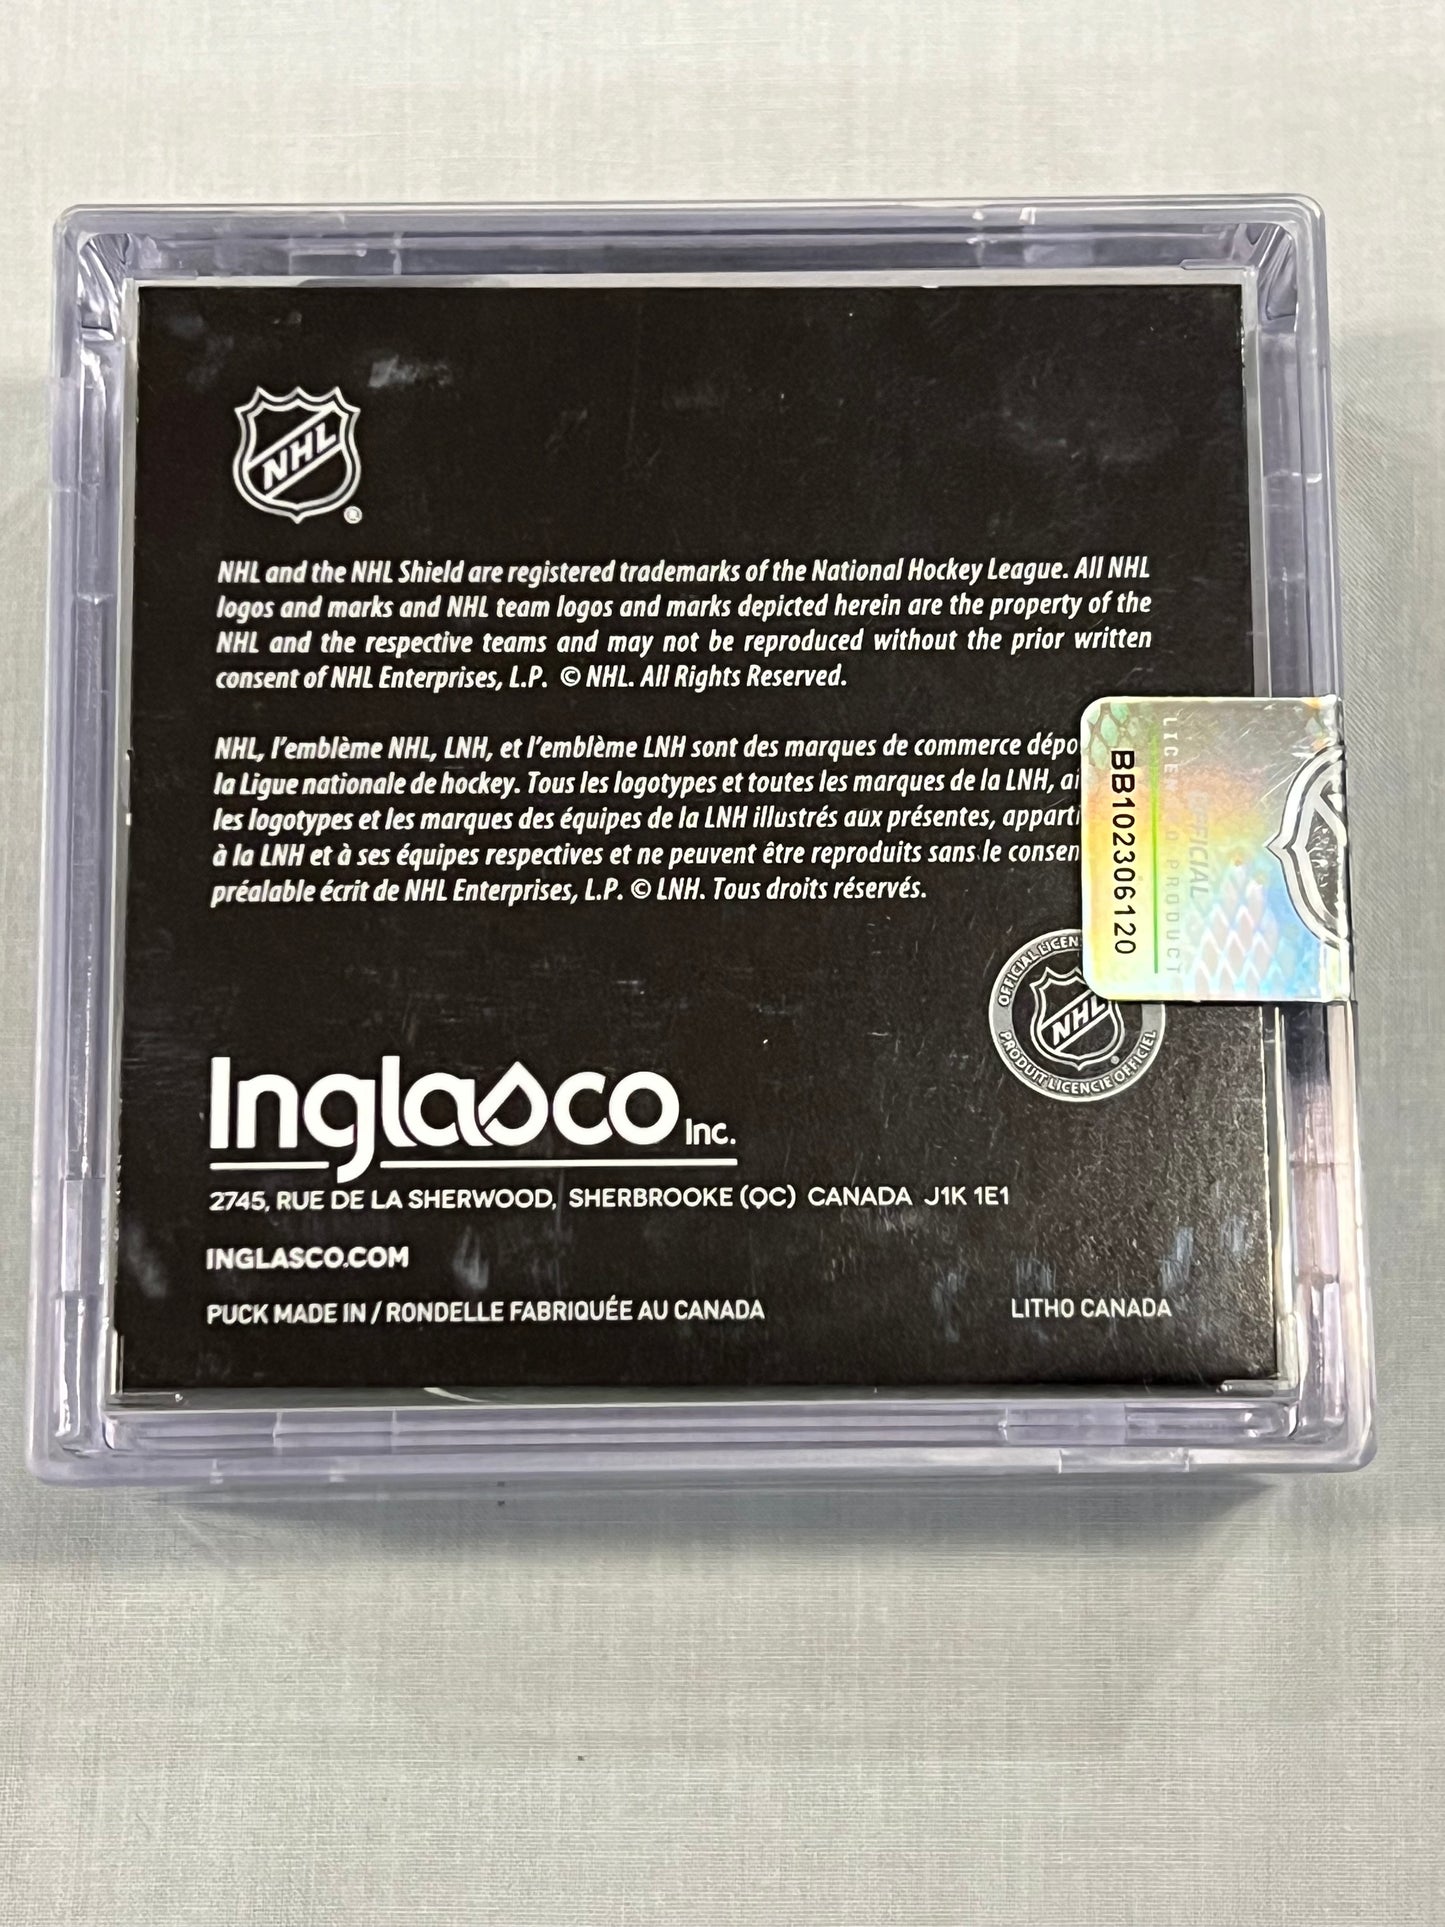 NHL
®
NHL and the NHL Shield are registered trademarks of the National Hockey League. All NHL
logos and marks and NHL team logos and marks depicted herein are the property of the
NHL and the respective teams and may not be reproduced without the prior written
consent of NHL Enterprises, L.P. © NHL. All Rights Reserved.
NHL, l'emblème NHL, LNH, et l'emblème LNH sont des marques de commerce dépo
la Ligue nationale de hockey. Tous les logotypes et toutes les marques de la LNH, ai
les logotypes et les marques des équipes de la LNH illustrés aux présentes, apparti
à la LNH et à ses équipes respectives et ne peuvent être reproduits sans le consen
préalable écrit de NHL Enterprises, L.P. © LNH. Tous droits réservés.
BB102306120
OFFICIAL
LICENSED PRODUCT
OFFICIAL LICEN
NHL
PRODUIT LICENCIE OFFICIEL
Inglasco Inc.
2745, RUE DE LA SHERWOOD, SHERBROOKE (QC) CANADA J1K 1E1
INGLASCO.COM
PUCK MADE IN / RONDELLE FABRIQUÉE AU CANADA
LITHO CANADA